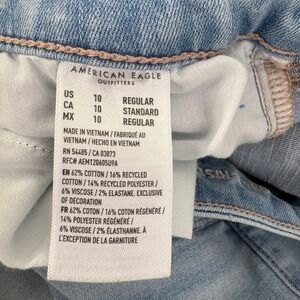 AMERICAN EAGLE
OUTFITTERS
US 10 REGULAR
CA 10 STANDARD
MX 10 REGULAR
MADE IN VIETNAM / FABRIQUÉ AU
VIETNAM / HECHO EN VIETNAM
RN 54485 / CA 03873
RFC# AEM120605U9A
EN 62% COTTON / 16% RECYCLED
COTTON / 14% RECYCLED POLYESTER /
6% VISCOSE / 2% ELASTANE. EXCLUSIVE
OF DECORATION
FR 62% COTON / 16% COTON RÉGÉNÉRÉ /
14% POLYESTER RÉGÉNÉRÉ /
6% VISCOSE / 2% ÉLASTHANNE. À
L'EXCEPTION DE LA GARNITURE